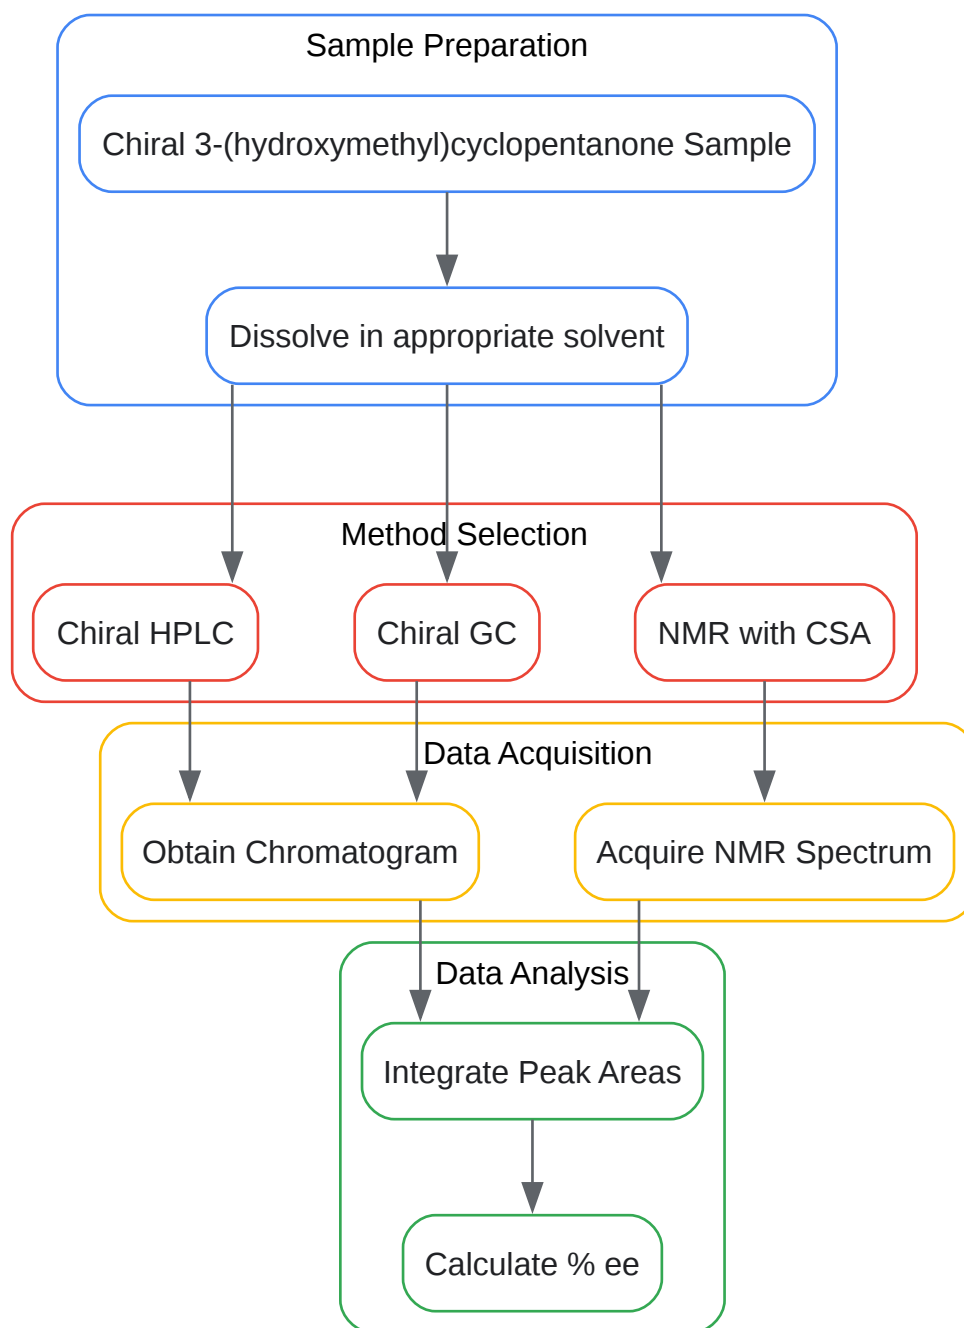 Sample Preparation
Chiral 3-(hydroxymethyl)cyclopentanone Sample
Dissolve in appropriate solvent
Method Selection
Chiral HPLC
Chiral GC
NMR with CSA
Data Acquisition
Obtain Chromatogram
Acquire NMR Spectrum
Data Analysis
Integrate Peak Areas
Calculate % ee